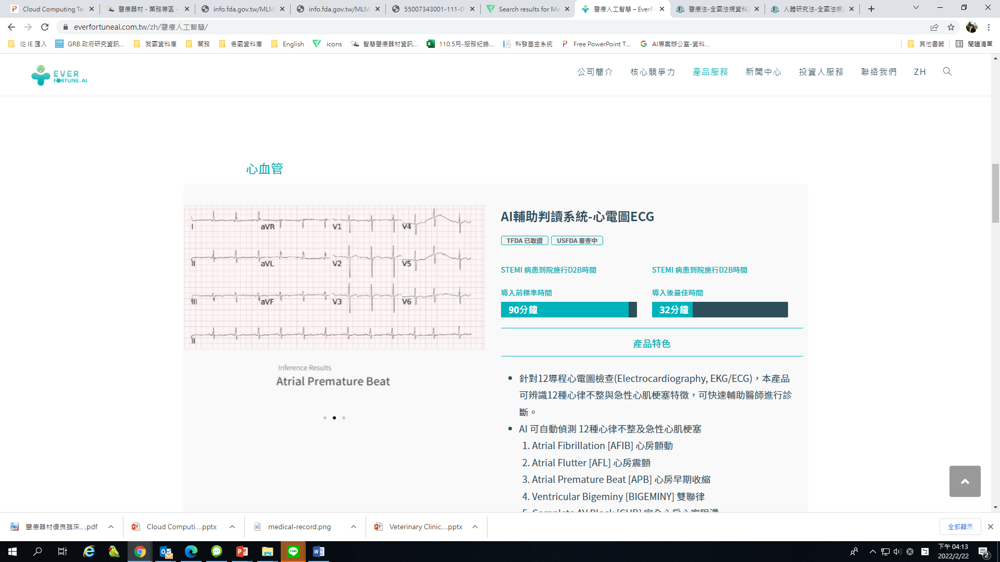 Cloud Computing Te
醫療器材 - 業務專區 -
info.fda.gov.tw/MLM
info.fda.gov.tw/MLM
55007343001-111-0
Search results for Me
醫療人工智慧 – EverFo
醫療法-全國法規資料
人體研究法-全國法規
everfortuneai.com.tw/zh/醫療人工智慧/
從 IE 匯入
GRB 政府研究資訊...
我國資料庫
關務
各國資料庫
English
icons
智慧醫療器材資訊...
110.5月-服務紀錄...
科發基金系統
Free PowerPoint T...
AI專案辦公室-資料...
其他書籤
閱讀清單
EVER
FORTUNE.AI
公司簡介
核心競爭力
產品服務
新聞中心
投資人服務
聯絡我們
ZH
心血管
I aVR V1 V4
II aVL V2 V5
III aVF V3 V6
II
Inference Results
Atrial Premature Beat
AI輔助判讀系統-心電圖ECG
TFDA 已取證
USFDA 審查中
STEMI 病患到院施行D2B時間
導入前標準時間
90分鐘
STEMI 病患到院施行D2B時間
導入後最佳時間
32分鐘
產品特色
針對12導程心電圖檢查(Electrocardiography, EKG/ECG)，本產品
可辨識12種心律不整與急性心肌梗塞特徵，可快速輔助醫師進行診
斷。
AI 可自動偵測 12種心律不整及急性心肌梗塞
1. Atrial Fibrillation [AFIB] 心房顫動
2. Atrial Flutter [AFL] 心房震顫
3. Atrial Premature Beat [APB] 心房早期收縮
4. Ventricular Bigeminy [BIGEMINY] 雙聯律
5. Complete AV Block [CHB] 完全心房心室阻滯
醫療器材優良臨床....pdf
Cloud Computi....pptx
medical-record.png
Veterinary Clinic....pptx
全部顯示
下午 04:13
2022/2/22
2